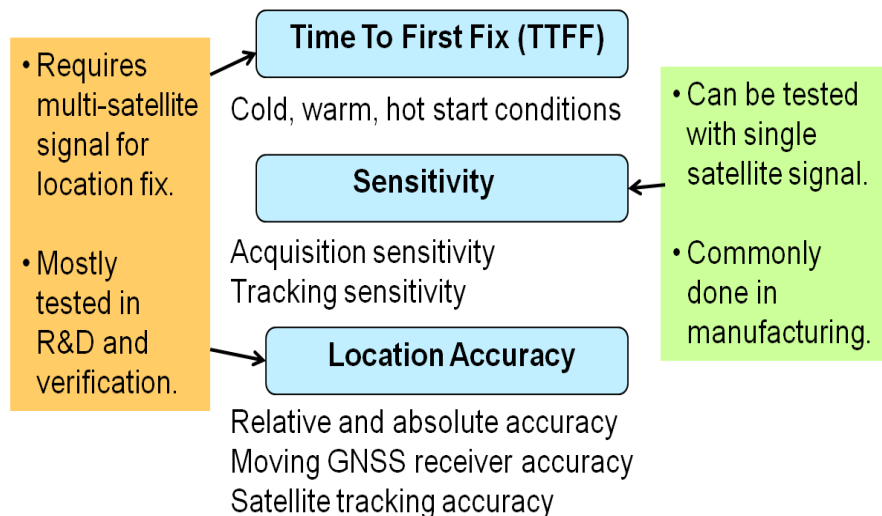 • Requires
multi-satellite
signal for
location fix.
• Mostly
tested in
R&D and
verification.
Time To First Fix (TTFF)
Cold, warm, hot start conditions
Sensitivity
Acquisition sensitivity
Tracking sensitivity
Location Accuracy
Relative and absolute accuracy
Moving GNSS receiver accuracy
Satellite tracking accuracy
• Can be tested
with single
satellite signal.
• Commonly
done in
manufacturing.